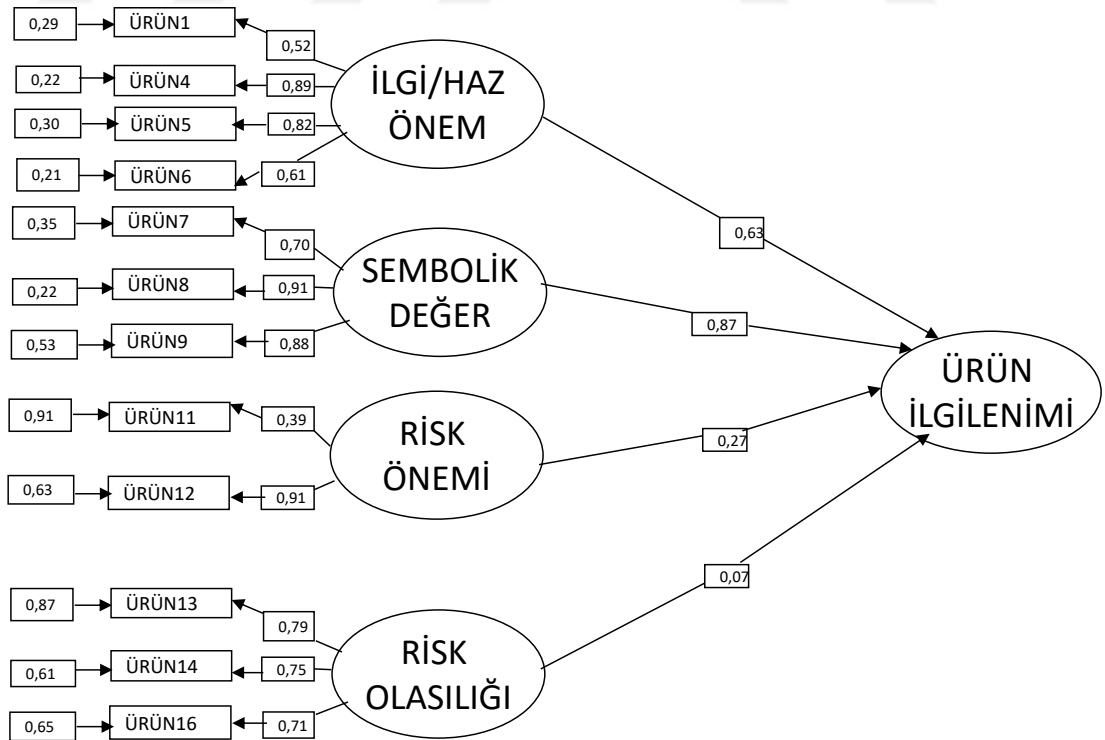 0,29
ÜRÜN1
0,52
0,22
ÜRÜN4
0,89
0,30
ÜRÜN5
0,82
0,21
ÜRÜN6
0,61
İLGİ/HAZ
ÖNEM
0,63
0,35
ÜRÜN7
0,70
0,22
ÜRÜN8
0,91
0,53
ÜRÜN9
0,88
SEMBOLİK
DEĞER
0,87
0,91
ÜRÜN11
0,39
0,63
ÜRÜN12
0,91
RİSK
ÖNEMİ
0,27
0,87
ÜRÜN13
0,79
0,61
ÜRÜN14
0,75
0,65
ÜRÜN16
0,71
RİSK
OLASILIĞI
0,07
ÜRÜN
İLGİLENİMİ